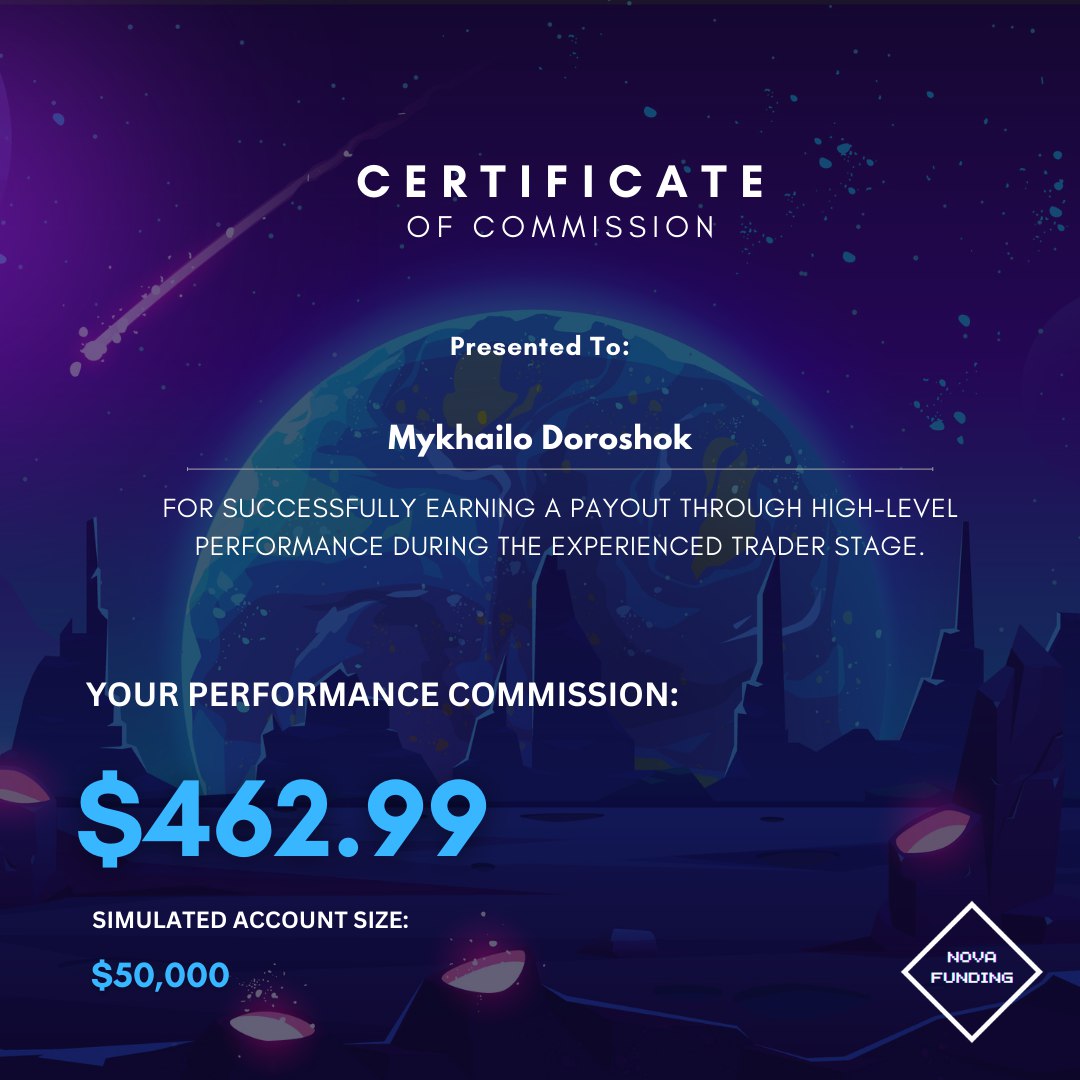 CERTIFICATE
OF COMMISSION
Presented To:
Mykhailo Doroshok
FOR SUCCESSFULLY EARNING A PAYOUT THROUGH HIGH-LEVEL
PERFORMANCE DURING THE EXPERIENCED TRADER STAGE.
YOUR PERFORMANCE COMMISSION:
$462.99
SIMULATED ACCOUNT SIZE:
$50,000
NOVA
FUNDING